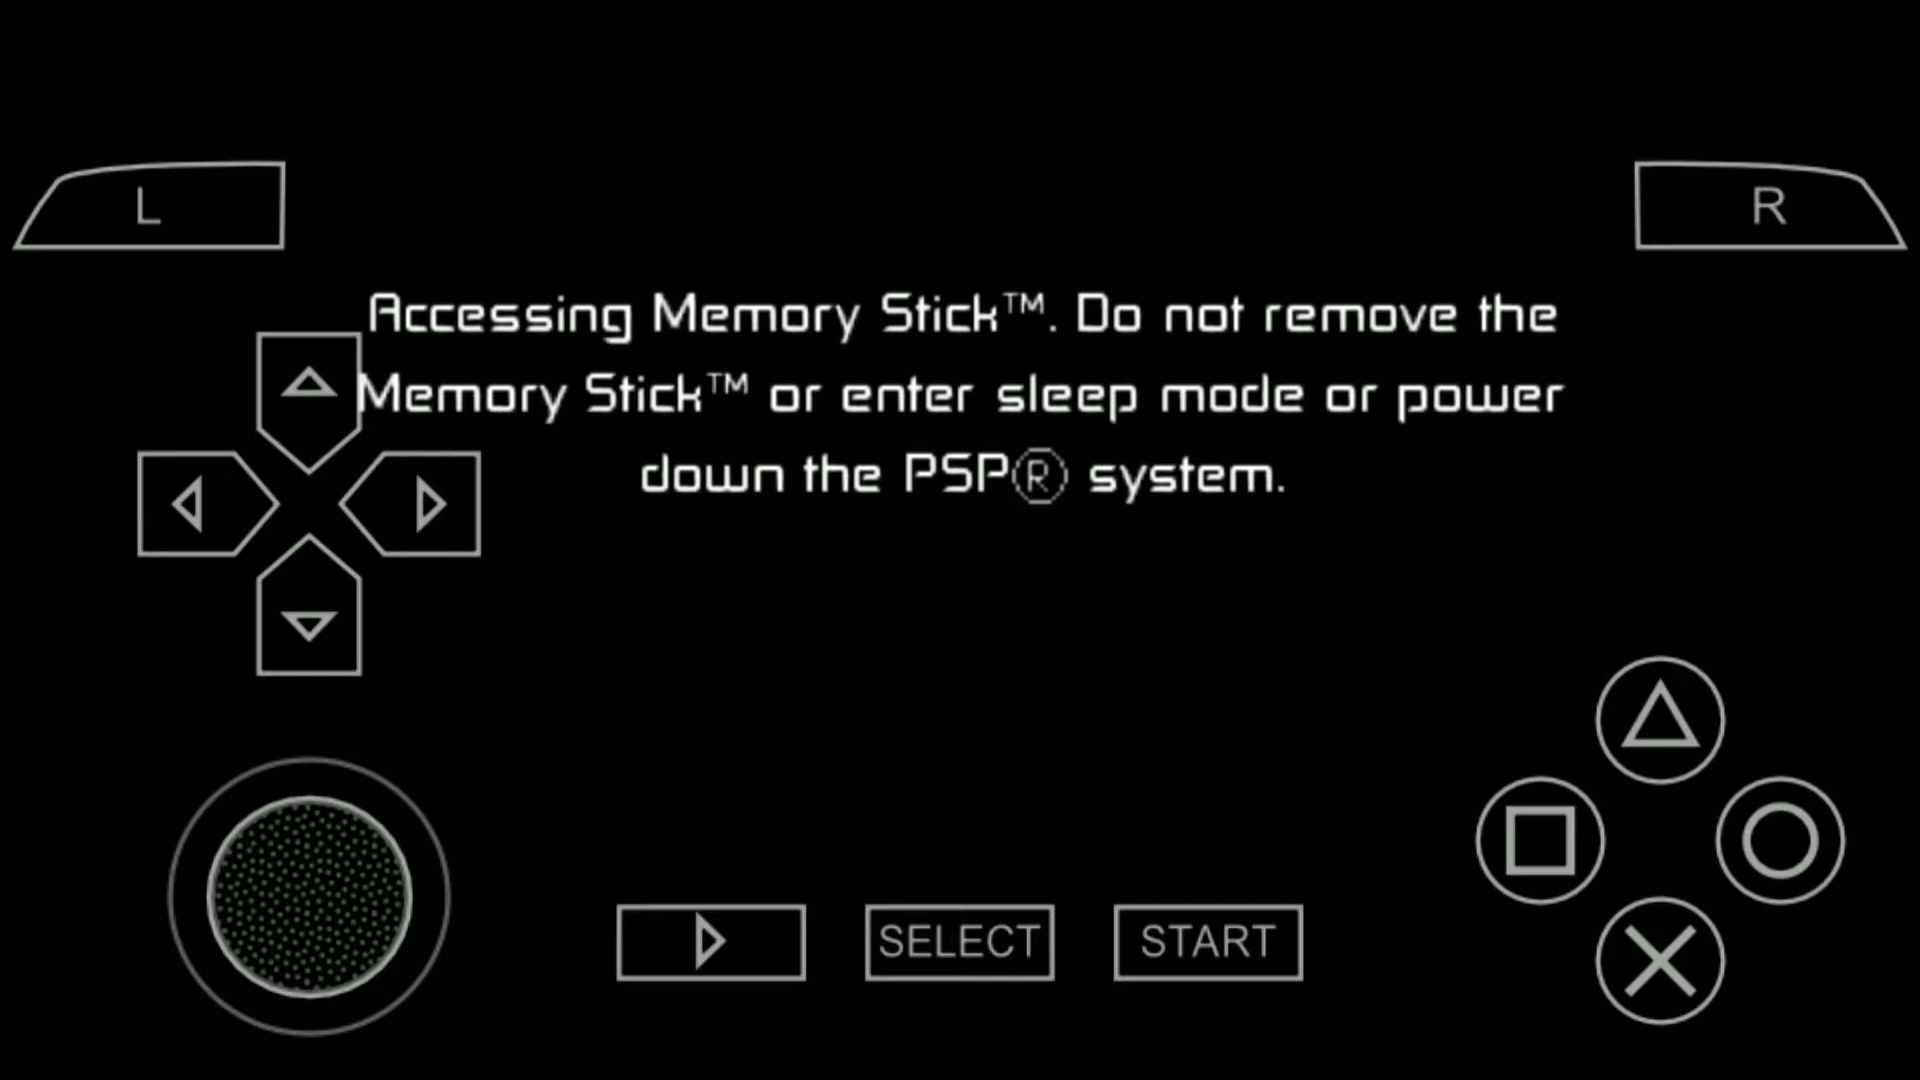 L
R
Accessing Memory Stick™. Do not remove the
Memory Stick™ or enter sleep mode or power
down the PSP® system.
SELECT
START